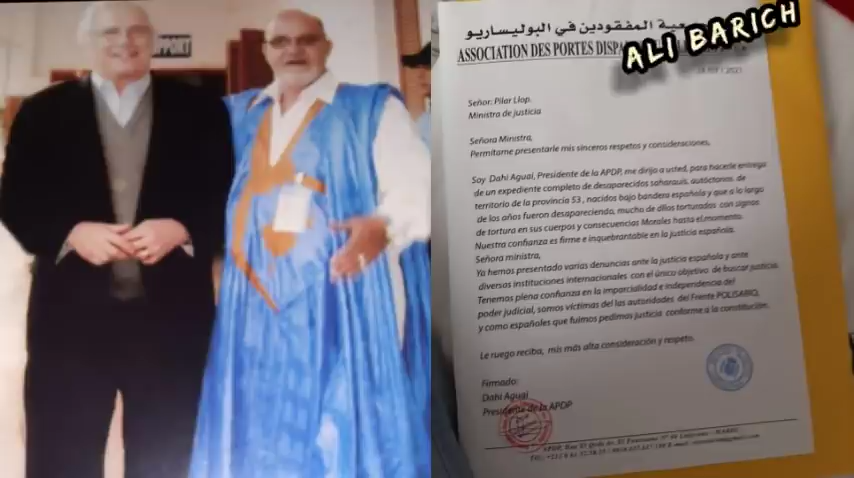 PORT
ALI BARICH
جمعية المفقودين في البوليساريو
ASSOCIATION DES PORTES DISPA
Señor: Pilar Llop.
Ministra de justicia
Señora Ministra,
Permítame presentarle mis sinceros respetos y consideraciones,
Soy Dahi Aguai, Presidente de la APDP, me dirijo a usted, para hacerle entrega
de un expediente completo de desaparecidos saharauis, autóctonos de
territorio de la provincia 53, nacidos bajo bandera española y que a lo largo
de los años fueron desapareciendo, mucho de dllos torturados con signos
de tortura en sus cuerpos y consecuencias Morales hasta el momento.
Nuestra confianza es firme e inquebrantable en la justicia española.
Señora ministra,
Ya hemos presentado varias denuncias ante la justicia española y ante
diversas instituciones internacionales con el único objetivo de buscar justicia.
Tenemos plena confianza en la imparcialidad e independencia del
poder judicial, somos víctimas del las autoridades del Frente POLISARIO,
y como españoles que fuimos pedimos justicia conforme a la constitución.
Le ruego reciba, mis más alta consideración y respeto.
Firmado:
Dahi Aguai
Presidente de la APDP